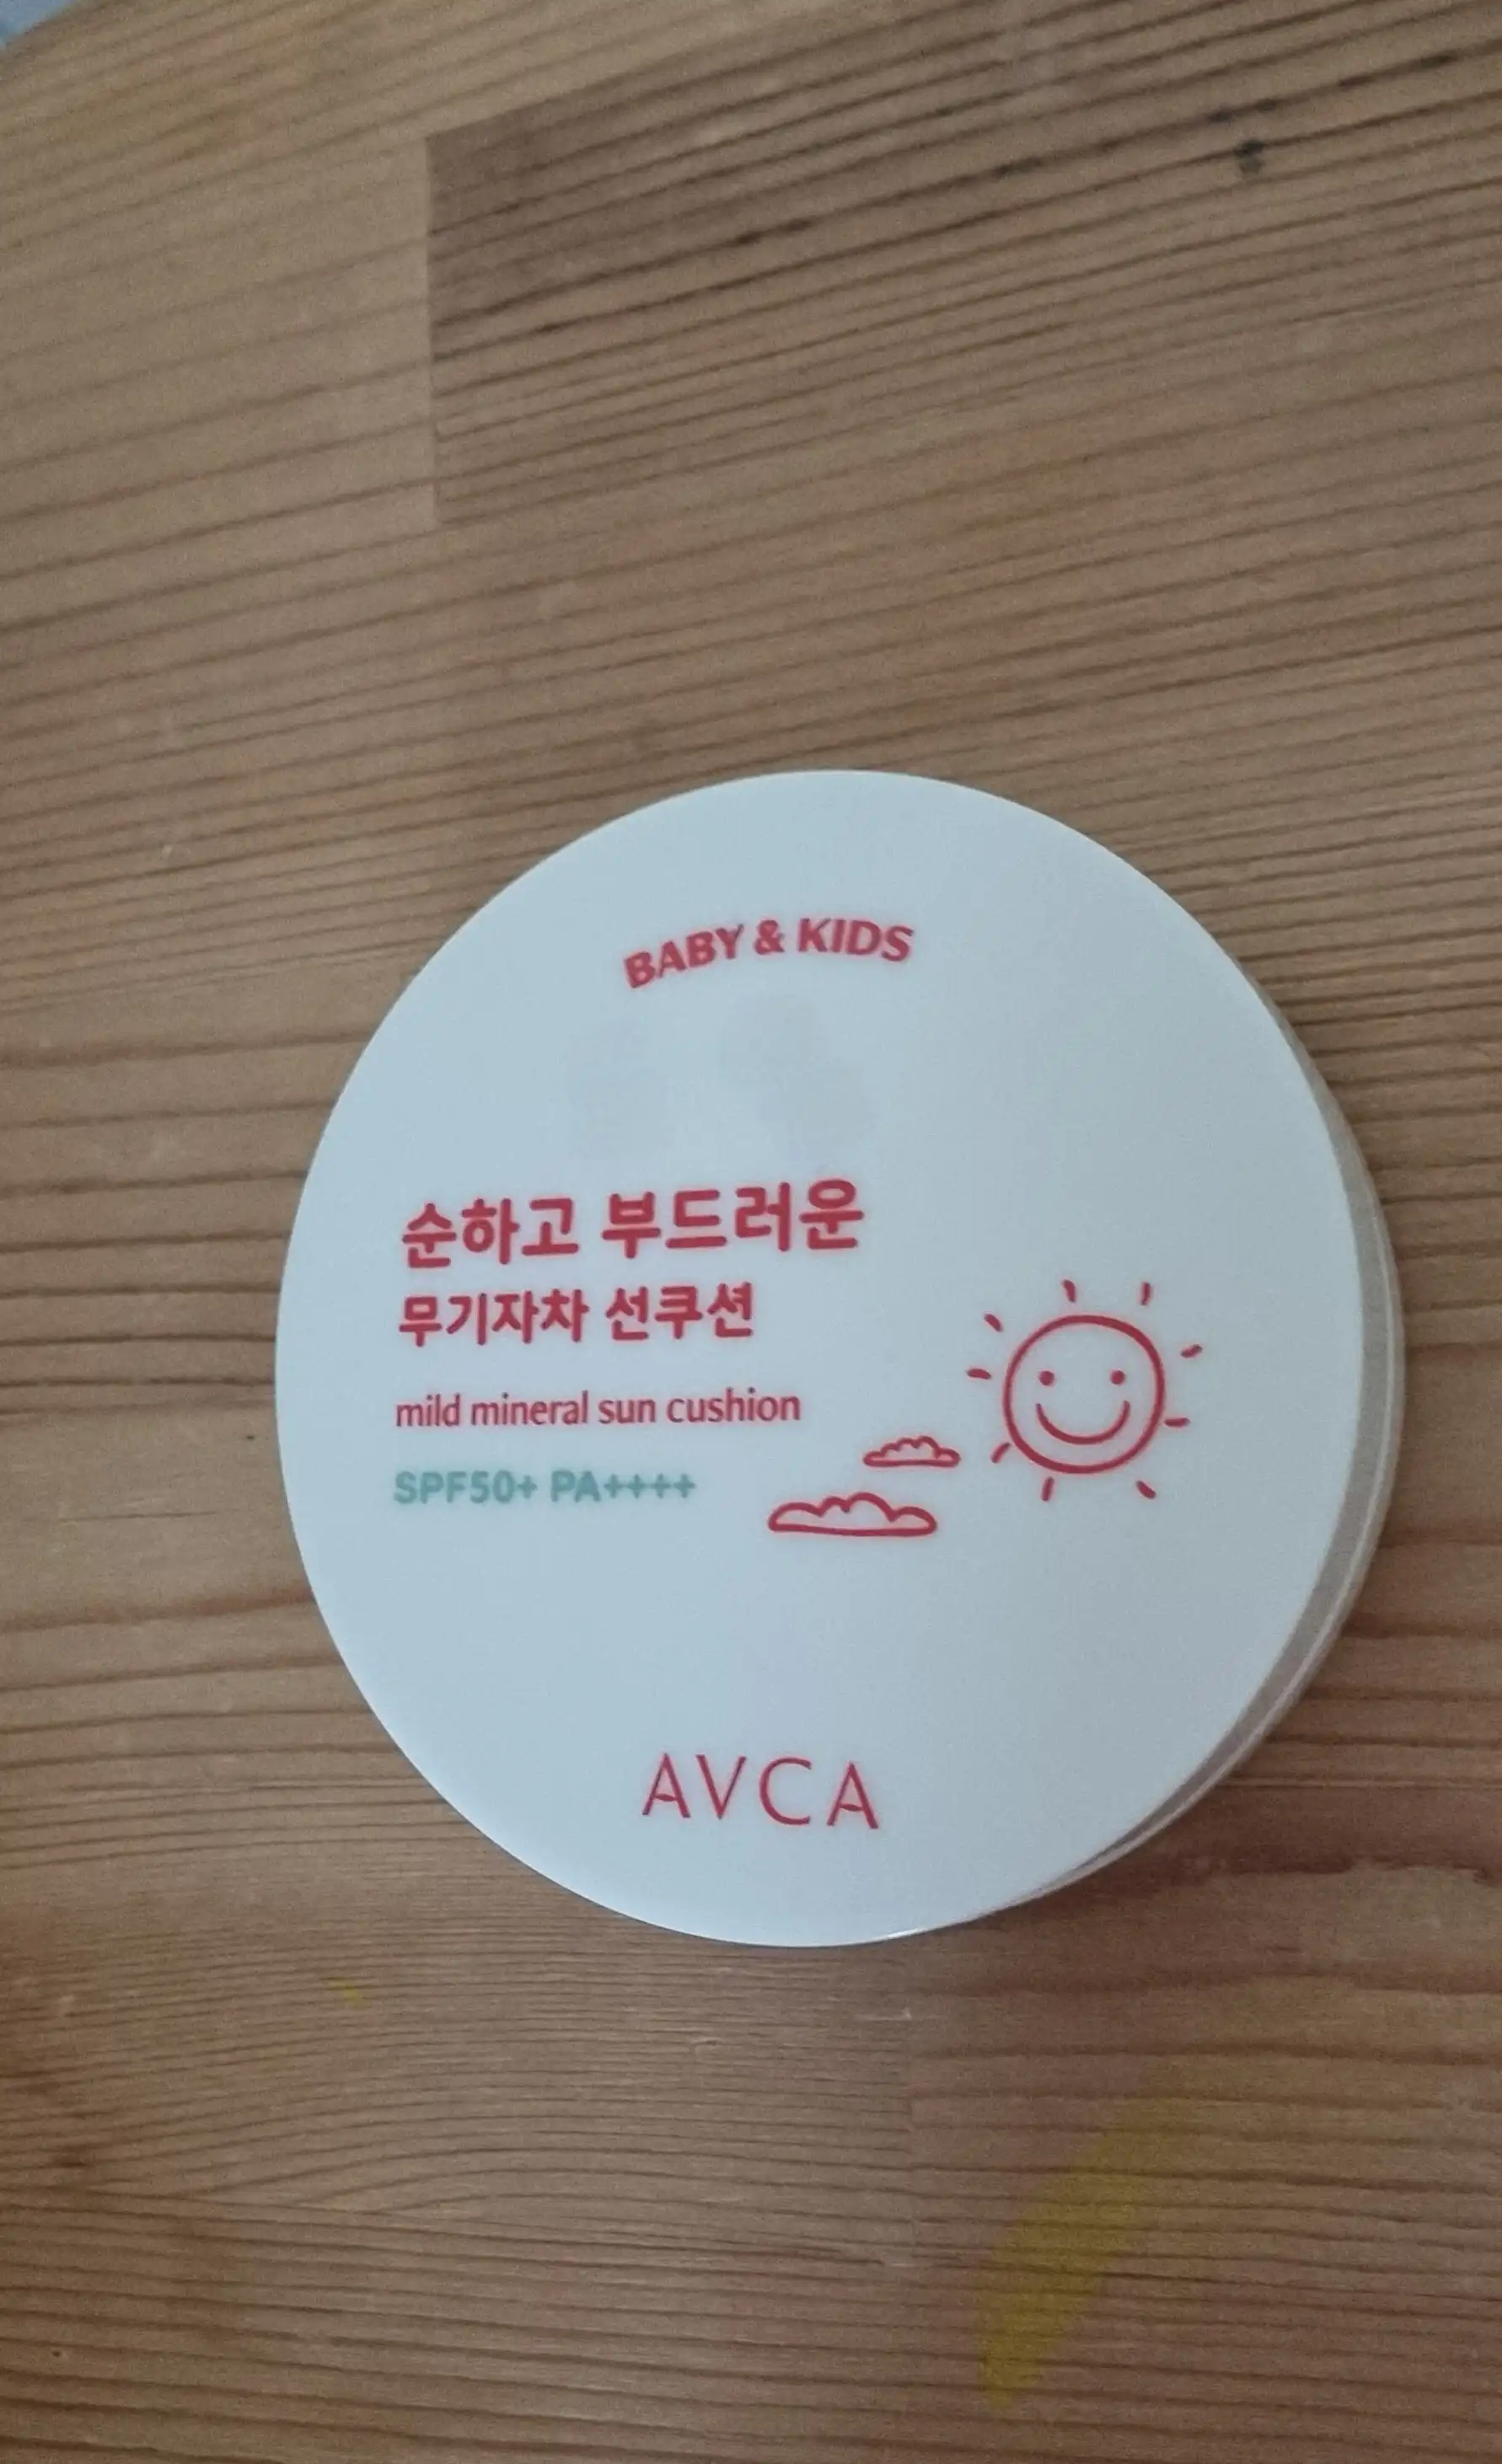 BABY & KIDS
순하고 부드러운
무기자차 선쿠션
mild mineral sun cushion
SPF50+ PA++++
AVCA